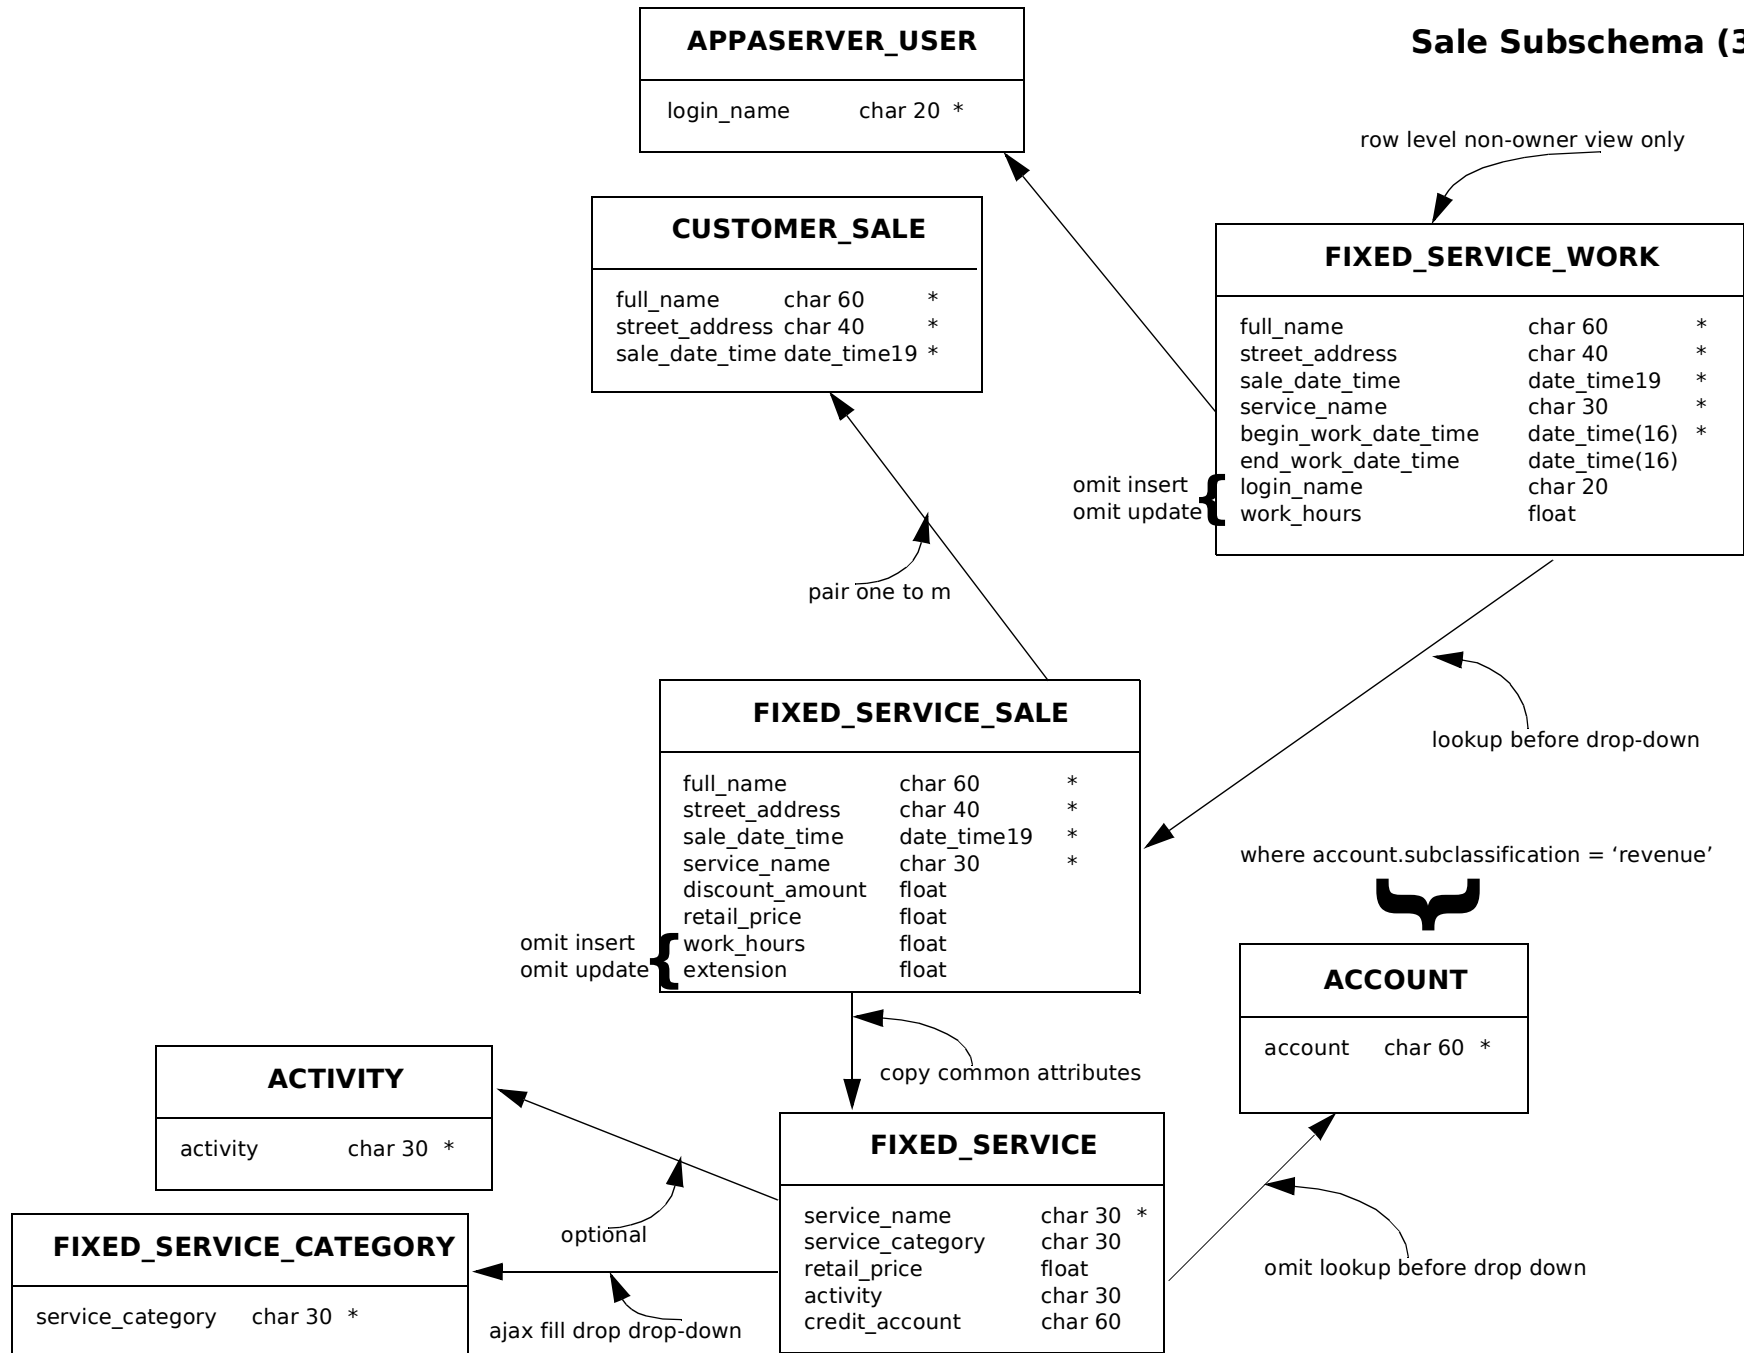 Sale Subschema (3
APPASERVER_USER
login_name char 20 *
row level non-owner view only
CUSTOMER_SALE
full_name char 60 *
street_address char 40 *
sale_date_time date_time19 *
FIXED_SERVICE_WORK
full_name char 60 *
street_address char 40 *
sale_date_time date_time19 *
service_name char 30 *
begin_work_date_time date_time(16) *
end_work_date_time date_time(16)
login_name char 20
work_hours float
omit insert
omit update
{
pair one to m
lookup before drop-down
FIXED_SERVICE_SALE
full_name char 60 *
street_address char 40 *
sale_date_time date_time19 *
service_name char 30 *
discount_amount float
retail_price float
work_hours float
extension float
omit insert
omit update
{
where account.subclassification = ‘revenue’
}
ACCOUNT
account char 60 *
copy common attributes
ACTIVITY
activity char 30 *
FIXED_SERVICE
service_name char 30 *
service_category char 30
retail_price float
activity char 30
credit_account char 60
optional
omit lookup before drop down
FIXED_SERVICE_CATEGORY
service_category char 30 *
ajax fill drop drop-down